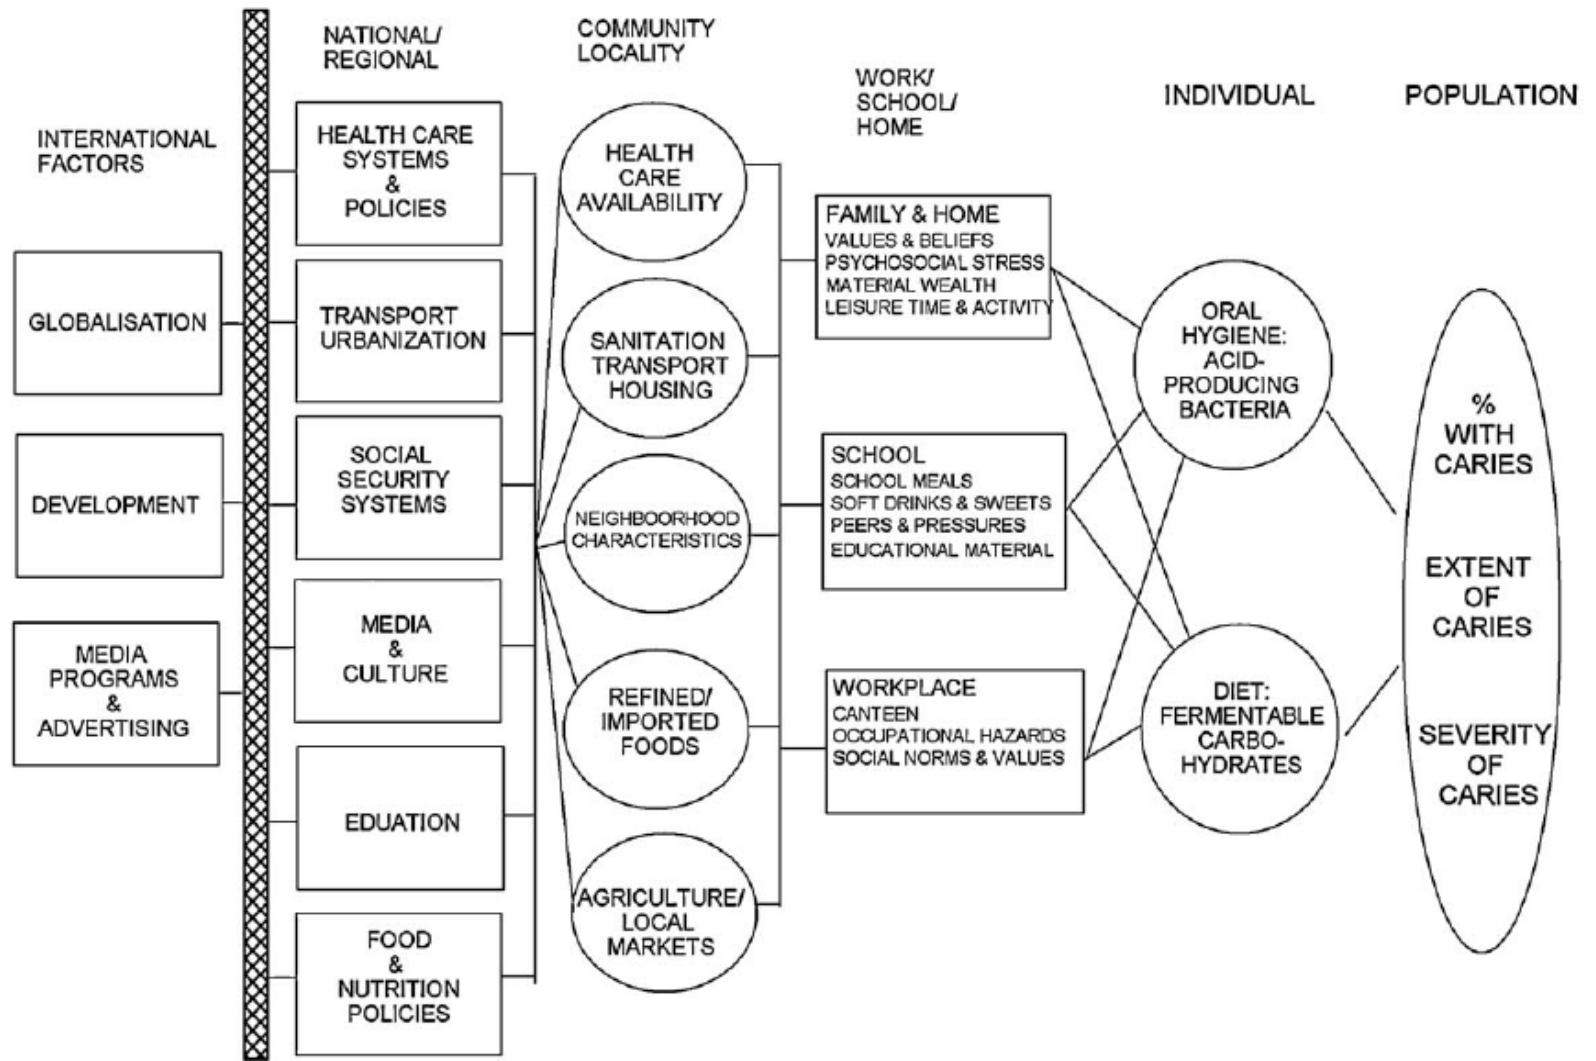 INTERNATIONAL
FACTORS
GLOBALISATION
DEVELOPMENT
MEDIA
PROGRAMS
&
ADVERTISING
NATIONAL/
REGIONAL
HEALTH CARE
SYSTEMS
&
POLICIES
TRANSPORT
URBANIZATION
SOCIAL
SECURITY
SYSTEMS
MEDIA
&
CULTURE
EDUATION
FOOD
&
NUTRITION
POLICIES
COMMUNITY
LOCALITY
HEALTH
CARE
AVAILABILITY
SANITATION
TRANSPORT
HOUSING
NEIGHBOORHOOD
CHARACTERISTICS
REFINED/
IMPORTED
FOODS
AGRICULTURE/
LOCAL
MARKETS
WORK/
SCHOOL/
HOME
FAMILY & HOME
VALUES & BELIEFS
PSYCHOSOCIAL STRESS
MATERIAL WEALTH
LEISURE TIME & ACTIVITY
SCHOOL
SCHOOL MEALS
SOFT DRINKS & SWEETS
PEERS & PRESSURES
EDUCATIONAL MATERIAL
WORKPLACE
CANTEEN
OCCUPATIONAL HAZARDS
SOCIAL NORMS & VALUES
INDIVIDUAL
ORAL
HYGIENE:
ACID-
PRODUCING
BACTERIA
DIET:
FERMENTABLE
CARBO-
HYDRATES
POPULATION
%
WITH
CARIES
EXTENT
OF
CARIES
SEVERITY
OF
CARIES